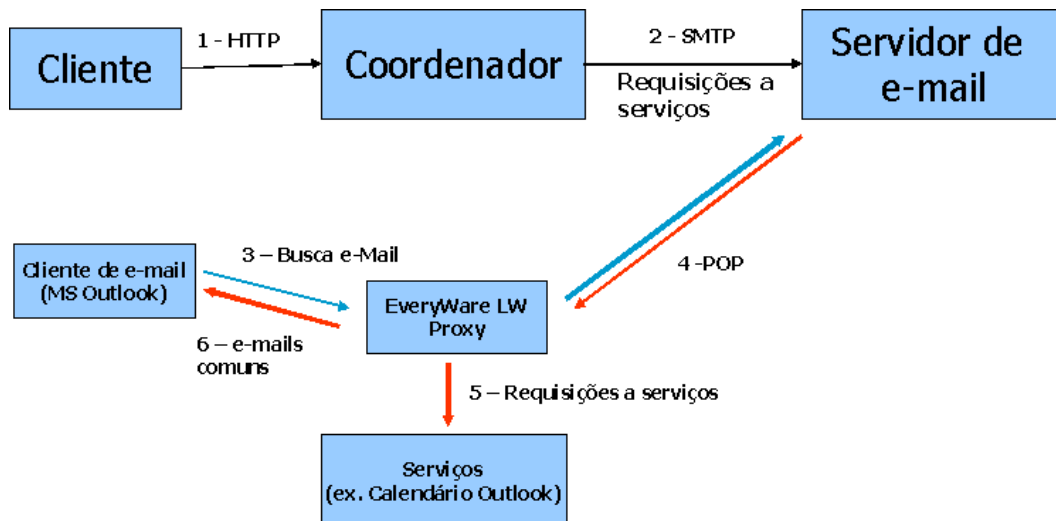 Cliente
1 - HTTP
Coordenador
2 - SMTP
Requisições a
serviços
Servidor de
e-mail
Cliente de e-mail
(MS Outlook)
3 – Busca e-Mail
4 -POP
EveryWare LW
Proxy
6 – e-mails
comuns
5 – Requisições a serviços
Serviços
(ex. Calendário Outlook)